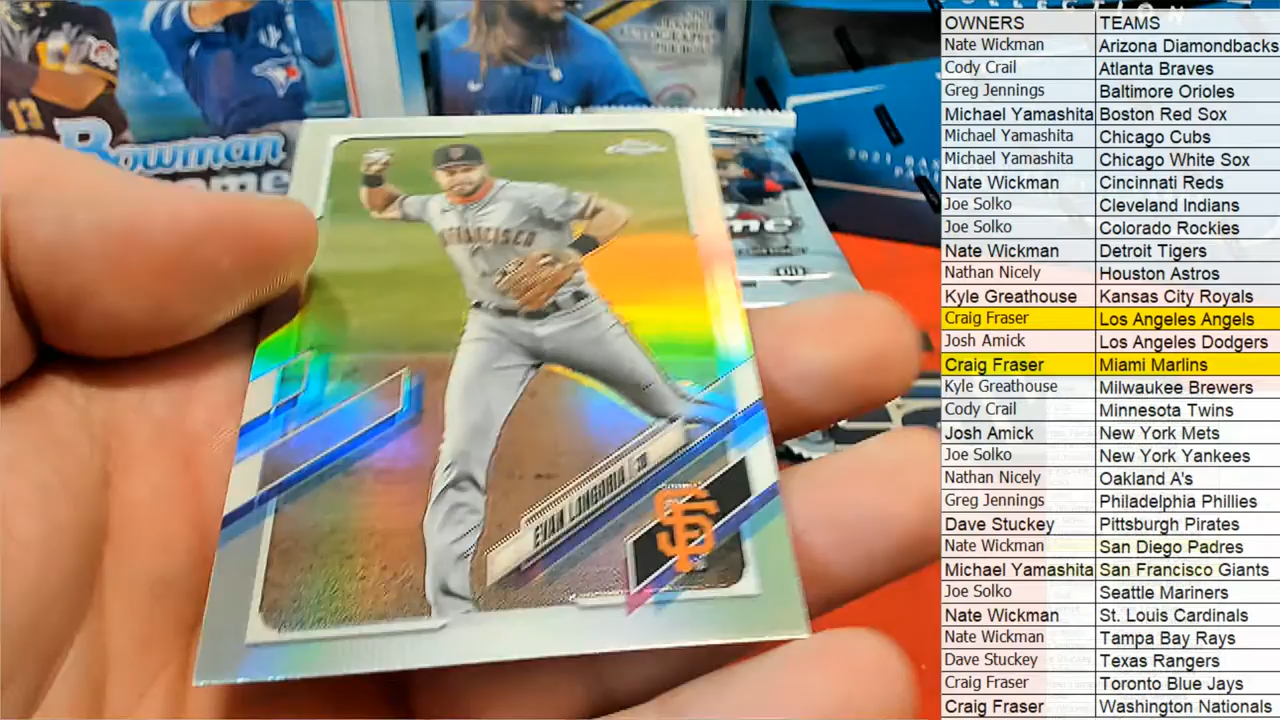 13
Bowman
Chrome
FRANCISCO
EVAN LONGORIA | 3B
SF
OWNERS TEAMS
Nate Wickman Arizona Diamondbacks
Cody Crail Atlanta Braves
Greg Jennings Baltimore Orioles
Michael Yamashita Boston Red Sox
Michael Yamashita Chicago Cubs
Michael Yamashita Chicago White Sox
Nate Wickman Cincinnati Reds
Joe Solko Cleveland Indians
Joe Solko Colorado Rockies
Nate Wickman Detroit Tigers
Nathan Nicely Houston Astros
Kyle Greathouse Kansas City Royals
Craig Fraser Los Angeles Angels
Josh Amick Los Angeles Dodgers
Craig Fraser Miami Marlins
Kyle Greathouse Milwaukee Brewers
Cody Crail Minnesota Twins
Josh Amick New York Mets
Joe Solko New York Yankees
Nathan Nicely Oakland A's
Greg Jennings Philadelphia Phillies
Dave Stuckey Pittsburgh Pirates
Nate Wickman San Diego Padres
Michael Yamashita San Francisco Giants
Joe Solko Seattle Mariners
Nate Wickman St. Louis Cardinals
Nate Wickman Tampa Bay Rays
Dave Stuckey Texas Rangers
Craig Fraser Toronto Blue Jays
Craig Fraser Washington Nationals